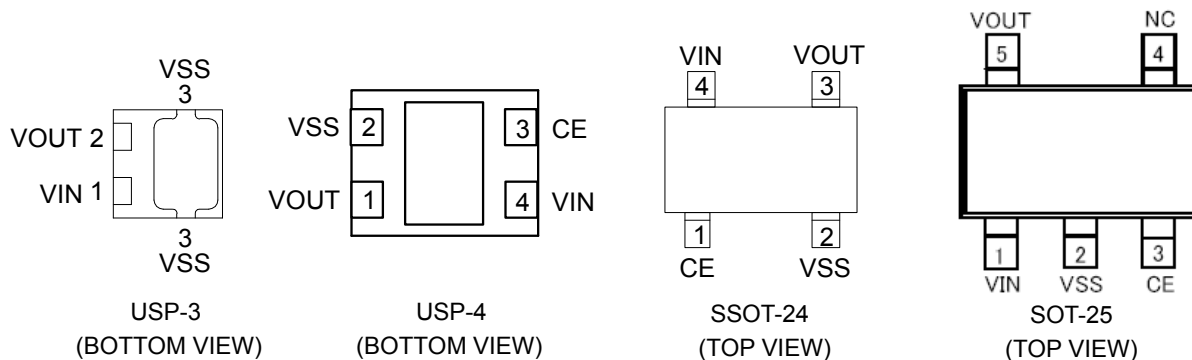 VSS
3
VOUT 2
VIN 1
3
VSS
USP-3
(BOTTOM VIEW)
VSS 2
3 CE
VOUT 1
4 VIN
USP-4
(BOTTOM VIEW)
VIN VOUT
4 3
1 2
CE VSS
SSOT-24
(TOP VIEW)
VOUT NC
5 4
1 2 3
VIN VSS CE
SOT-25
(TOP VIEW)